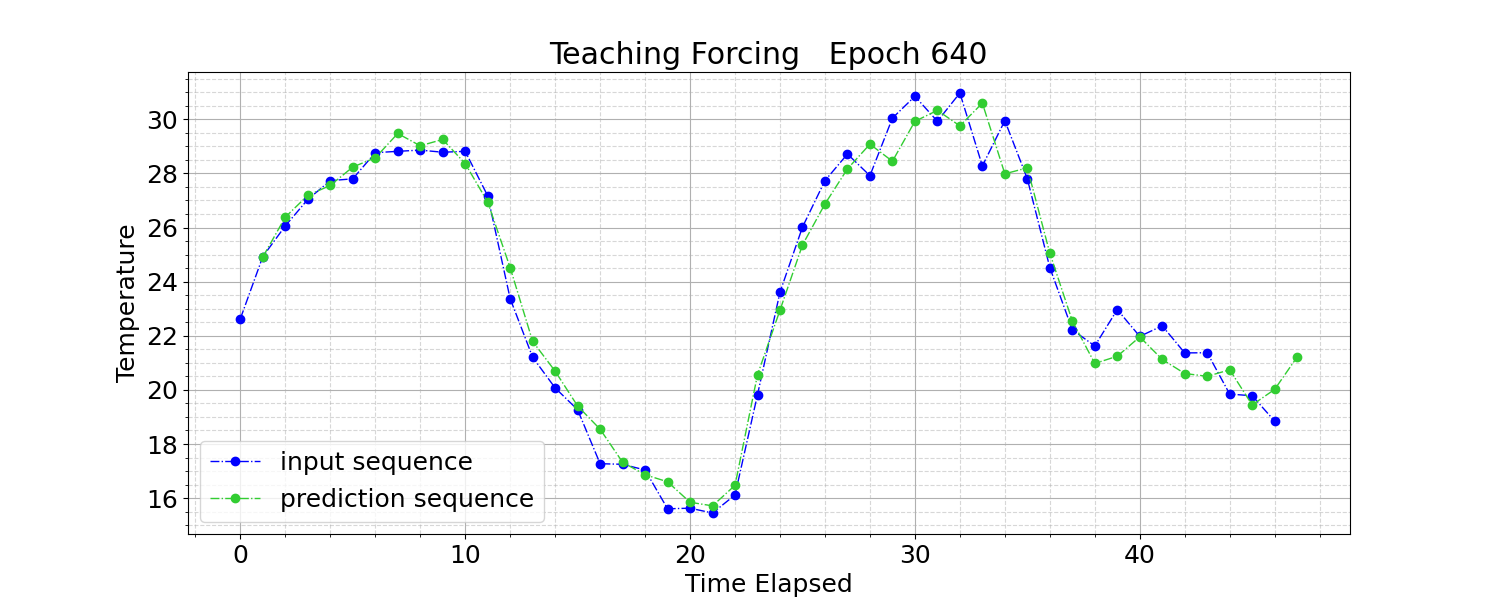 Teaching Forcing   Epoch 640
Temperature
30
28
26
24
22
20
18
16
input sequence
prediction sequence
0 10 20 30 40
Time Elapsed